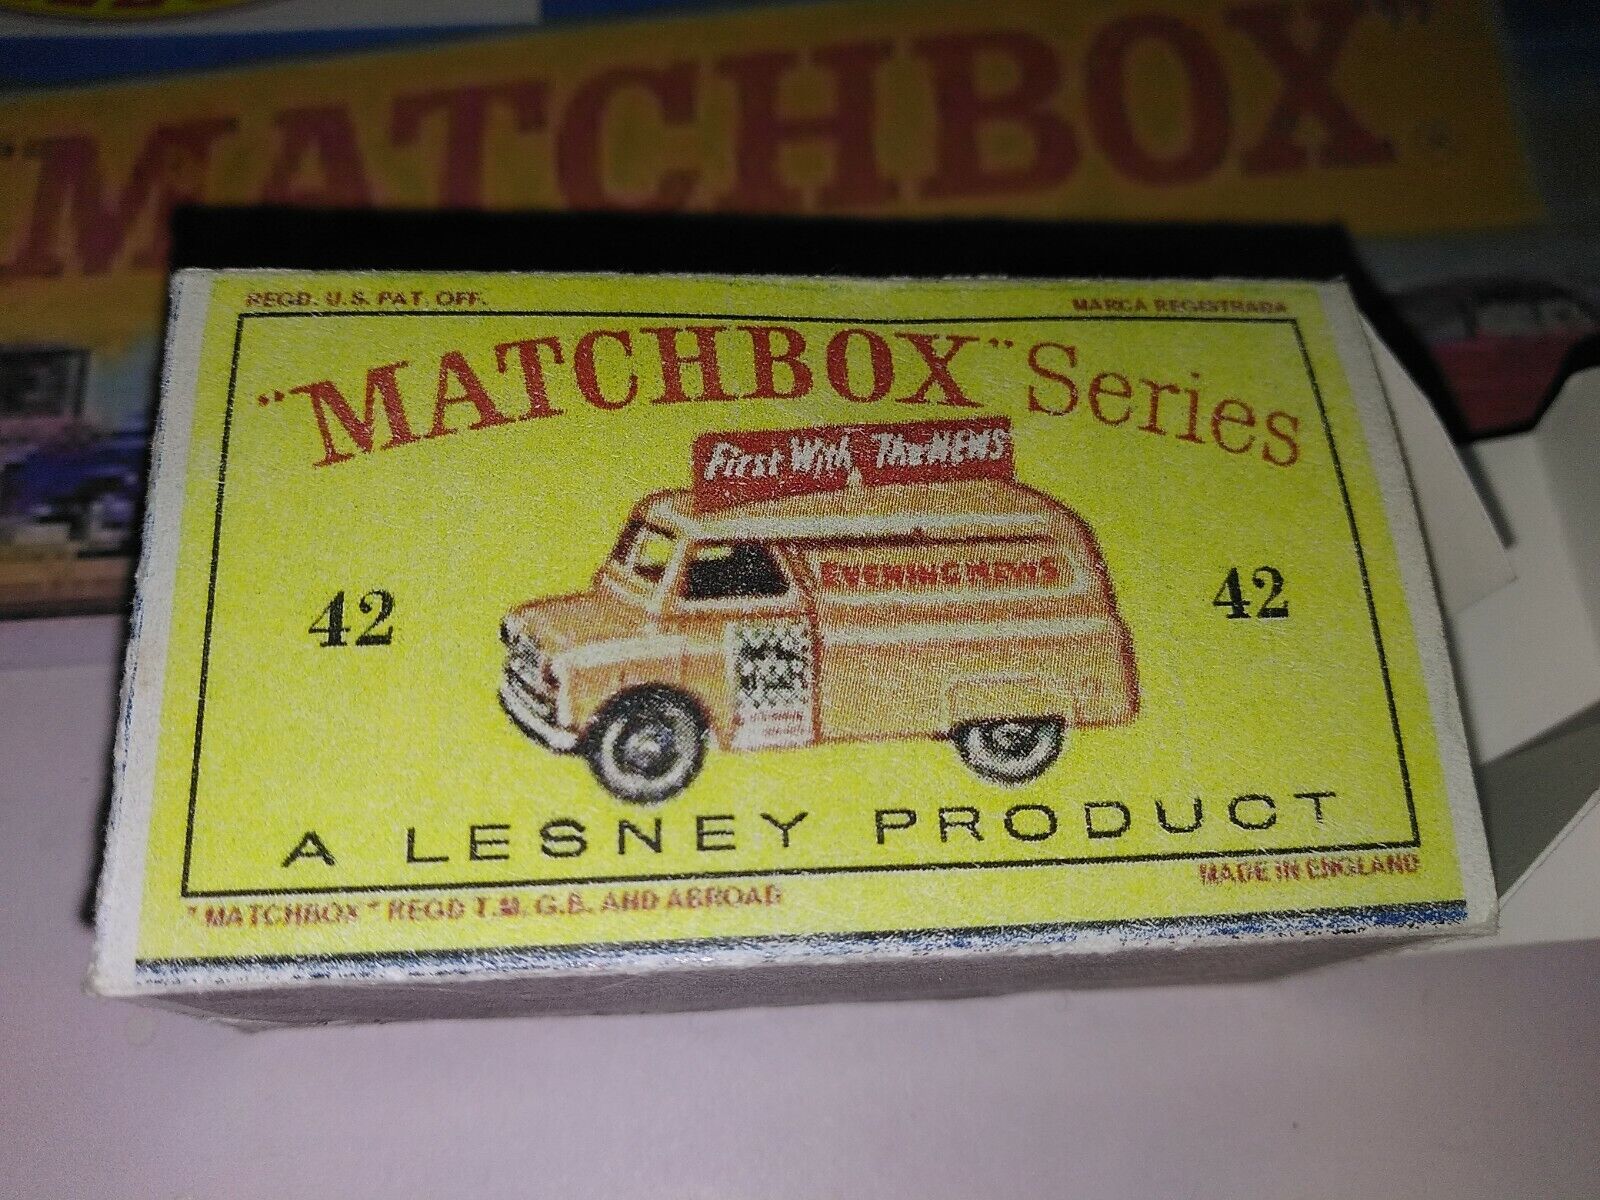 MATCHBOX
REGD. U.S. PAT. OFF.
MARCA REGISTRADA
"MATCHBOX" Series
First With The NEWS
EVENING NEWS
42
42
A LESNEY PRODUCT
"MATCHBOX" REGD T.M. G.B. AND ABROAD
MADE IN ENGLAND